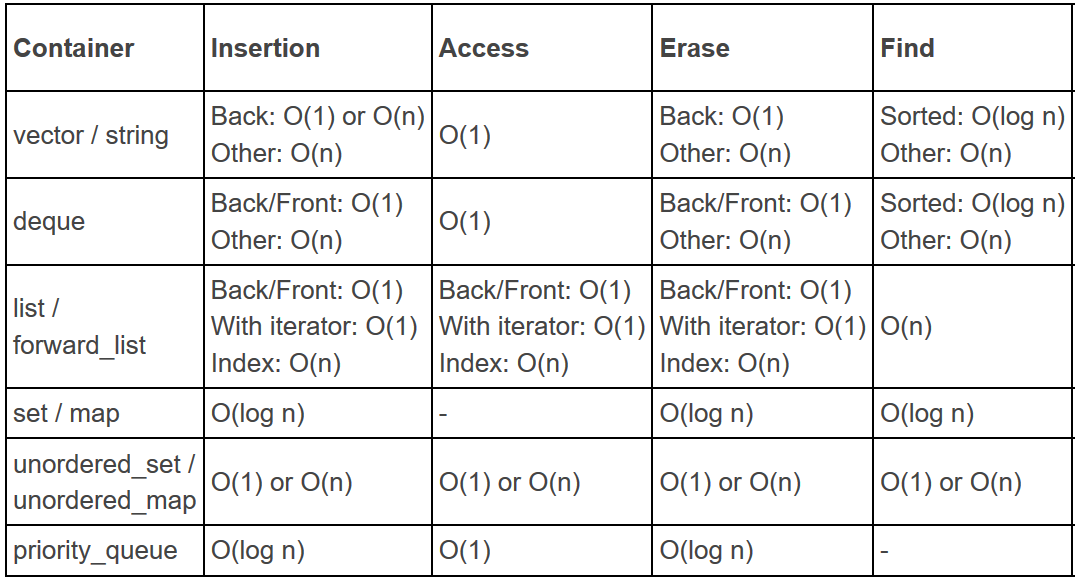 Container Insertion Access Erase Find
vector / string
Back: O(1) or O(n)
Other: O(n)
O(1)
Back: O(1)
Other: O(n)
Sorted: O(log n)
Other: O(n)
deque
Back/Front: O(1)
Other: O(n)
O(1)
Back/Front: O(1)
Other: O(n)
Sorted: O(log n)
Other: O(n)
list /
forward_list
Back/Front: O(1)
With iterator: O(1)
Index: O(n)
Back/Front: O(1)
With iterator: O(1)
Index: O(n)
Back/Front: O(1)
With iterator: O(1)
Index: O(n)
O(n)
set / map O(log n) - O(log n) O(log n)
unordered_set /
unordered_map
O(1) or O(n)
O(1) or O(n)
O(1) or O(n)
O(1) or O(n)
priority_queue O(log n) O(1) O(log n) -